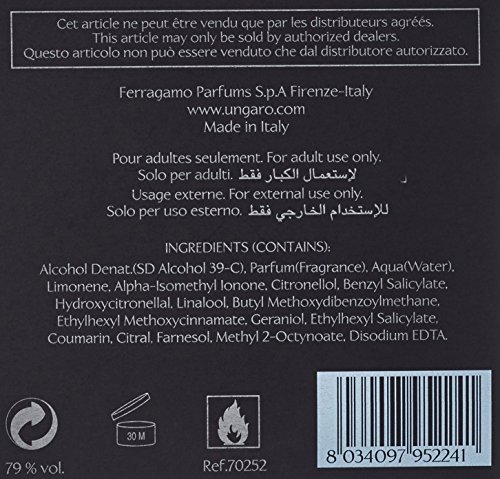 Cet article ne peut être vendu que par les distributeurs agréés.
This article may only be sold by authorized dealers.
Questo articolo non può essere venduto che dal distributore autorizzato.
Ferragamo Parfums S.p.A Firenze-Italy
www.ungaro.com
Made in Italy
Pour adultes seulement. For adult use only.
Solo per adulti. لإستعمال الكبار فقط
Usage externe. For external use only.
Solo per uso esterno. للإستخدام الخارجي فقط
INGREDIENTS (CONTAINS):
Alcohol Denat.(SD Alcohol 39-C), Parfum(Fragrance), Aqua(Water),
Limonene, Alpha-Isomethyl Ionone, Citronellol, Benzyl Salicylate,
Hydroxycitronellal, Linalool, Butyl Methoxydibenzoylmethane,
Ethylhexyl Methoxycinnamate, Geraniol, Ethylhexyl Salicylate,
Coumarin, Citral, Farnesol, Methyl 2-Octynoate, Disodium EDTA.
30 M
79 % vol.
Ref.70252
8 034097 952241